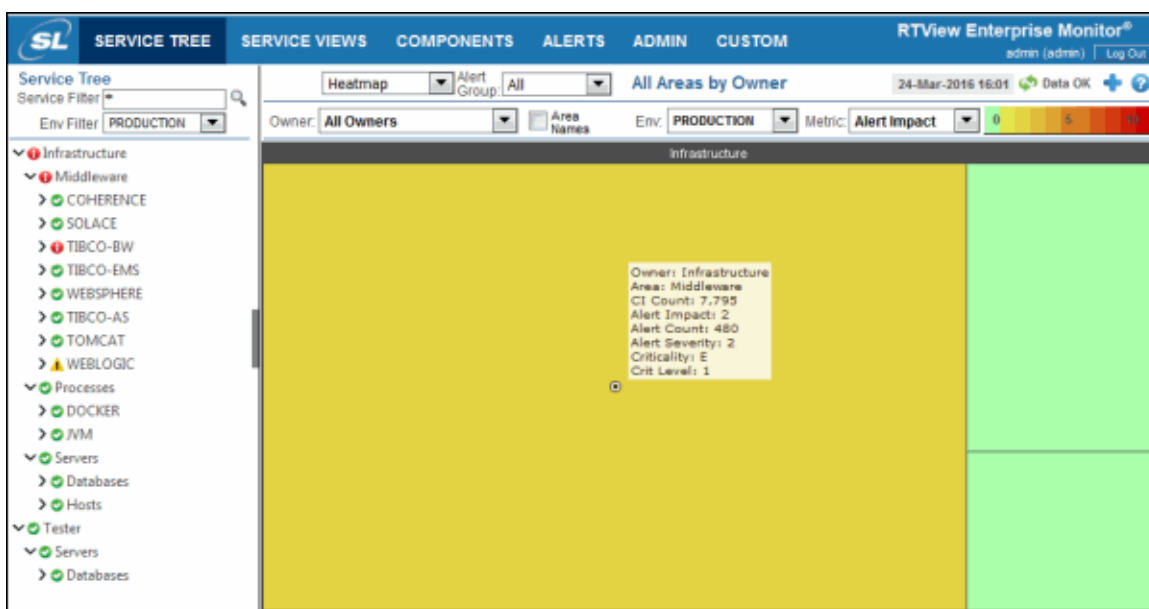 SL SERVICE TREE SERVICE VIEWS COMPONENTS ALERTS ADMIN CUSTOM
RTView Enterprise Monitor®
admin (admin) Log Out
Service Tree
Service Filter *
Env Filter PRODUCTION
Heatmap Alert Group: All All Areas by Owner 24-Mar-2016 16:01 Data OK
Owner: All Owners Area Names Env: PRODUCTION Metric: Alert Impact 0 5 10
Infrastructure
Middleware
COHERENCE
SOLACE
TIBCO-BW
TIBCO-EMS
WEBSPHERE
TIBCO-AS
TOMCAT
WEBLOGIC
Processes
DOCKER
JVM
Servers
Databases
Hosts
Tester
Servers
Databases
Infrastructure
Owner: Infrastructure
Area: Middleware
CI Count: 7,795
Alert Impact: 2
Alert Count: 480
Alert Severity: 2
Criticality: E
Crit Level: 1